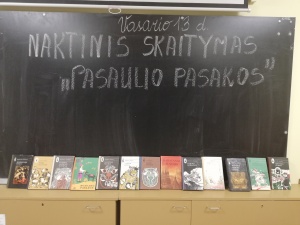 Vasario 13 d.
NAKTINIS SKAITYMAS
„PASAULIO PASAKOS"